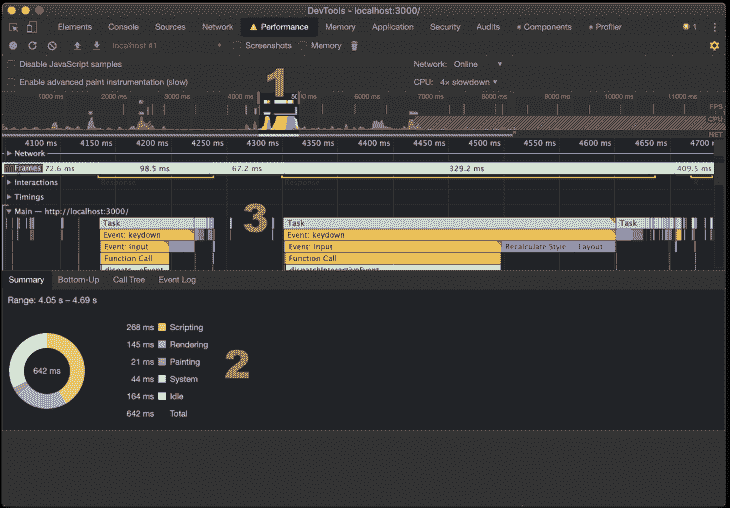 DevTools - localhost:3000/
Elements Console Sources Network Performance Memory Application Security Audits Components Profiler 1
localhost #1 Screenshots Memory
Disable JavaScript samples Network: Online
Enable advanced paint instrumentation (slow) CPU: 4× slowdown
1
1000 ms 2000 ms 3000 ms 4000 ms 7000 ms 8000 ms 9000 ms 10000 ms 11000 ms
FPS
CPU
NET
4100 ms 4150 ms 4200 ms 4250 ms 4300 ms 4350 ms 4400 ms 4450 ms 4500 ms 4550 ms 4600 ms 4650 ms 4700 m
Network
Frames 72.6 ms 98.5 ms 67.2 ms 329.2 ms 409.5 ms
Interactions
Timings
Main — http://localhost:3000/
3
Task Task Task
Event: keydown Event: keydown
Event: input Event: input Recalculate Style Layout
Function Call Function Call
dispatchInteractiveEvent
Summary Bottom-Up Call Tree Event Log
Range: 4.05 s – 4.69 s
268 ms Scripting
145 ms Rendering
21 ms Painting
44 ms System
164 ms Idle
642 ms Total
642 ms
2